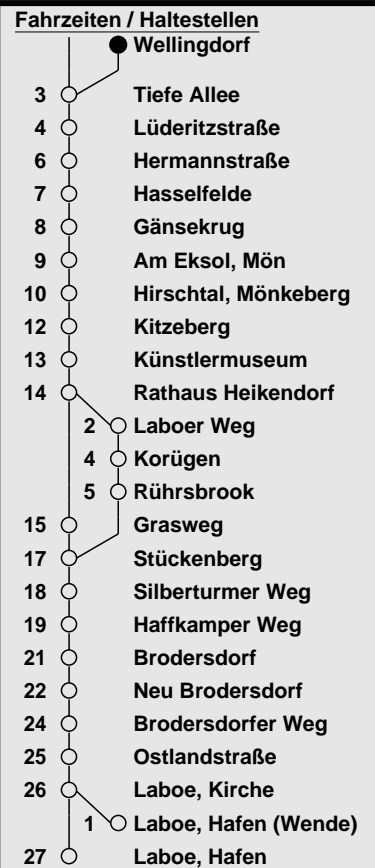 Fahrzeiten / Haltestellen
Wellingdorf
3 Tiefe Allee
4 Lüderitzstraße
6 Hermannstraße
7 Hasselfelde
8 Gänsekrug
9 Am Eksol, Mön
10 Hirschtal, Mönkeberg
12 Kitzeberg
13 Künstlermuseum
14 Rathaus Heikendorf
2 Laboer Weg
4 Korügen
5 Rührsbrook
15 Grasweg
17 Stückenberg
18 Silberturmer Weg
19 Haffkamper Weg
21 Brodersdorf
22 Neu Brodersdorf
24 Brodersdorfer Weg
25 Ostlandstraße
26 Laboe, Kirche
1 Laboe, Hafen (Wende)
27 Laboe, Hafen